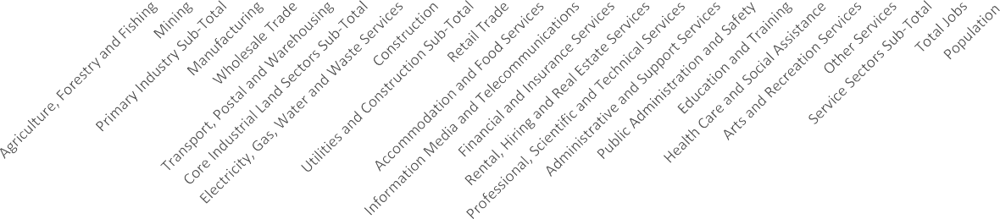 Agriculture, Forestry and Fishing
Mining
Primary Industry Sub-Total
Manufacturing
Wholesale Trade
Transport, Postal and Warehousing
Core Industrial Land Sectors Sub-Total
Electricity, Gas, Water and Waste Services
Construction
Utilities and Construction Sub-Total
Retail Trade
Accommodation and Food Services
Information Media and Telecommunications
Financial and Insurance Services
Rental, Hiring and Real Estate Services
Professional, Scientific and Technical Services
Administrative and Support Services
Public Administration and Safety
Education and Training
Health Care and Social Assistance
Arts and Recreation Services
Other Services
Service Sectors Sub-Total
Total Jobs
Population